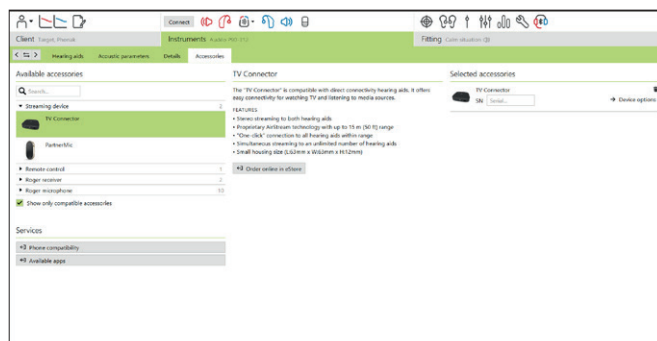 Connect
Client Target, Phonak
Instruments Audéo P90-312
Fitting Calm situation
Hearing aids
Acoustic parameters
Details
Accessories
Available accessories
Search...
Streaming device 2
TV Connector
PartnerMic
Remote control 1
Roger receiver 2
Roger microphone 10
Show only compatible accessories
Services
Phone compatibility
Available apps
TV Connector
The "TV Connector" is compatible with direct connectivity hearing aids. It offers
easy connectivity for watching TV and listening to media sources.
FEATURES
• Stereo streaming to both hearing aids
• Proprietary AirStream technology with up to 15 m (50 ft) range
• "One-click" connection to all hearing aids within range
• Simultaneous streaming to an unlimited number of hearing aids
• Small housing size (L:63mm x W:63mm x H:12mm)
Order online in eStore
Selected accessories
TV Connector
SN Serial...
Device options